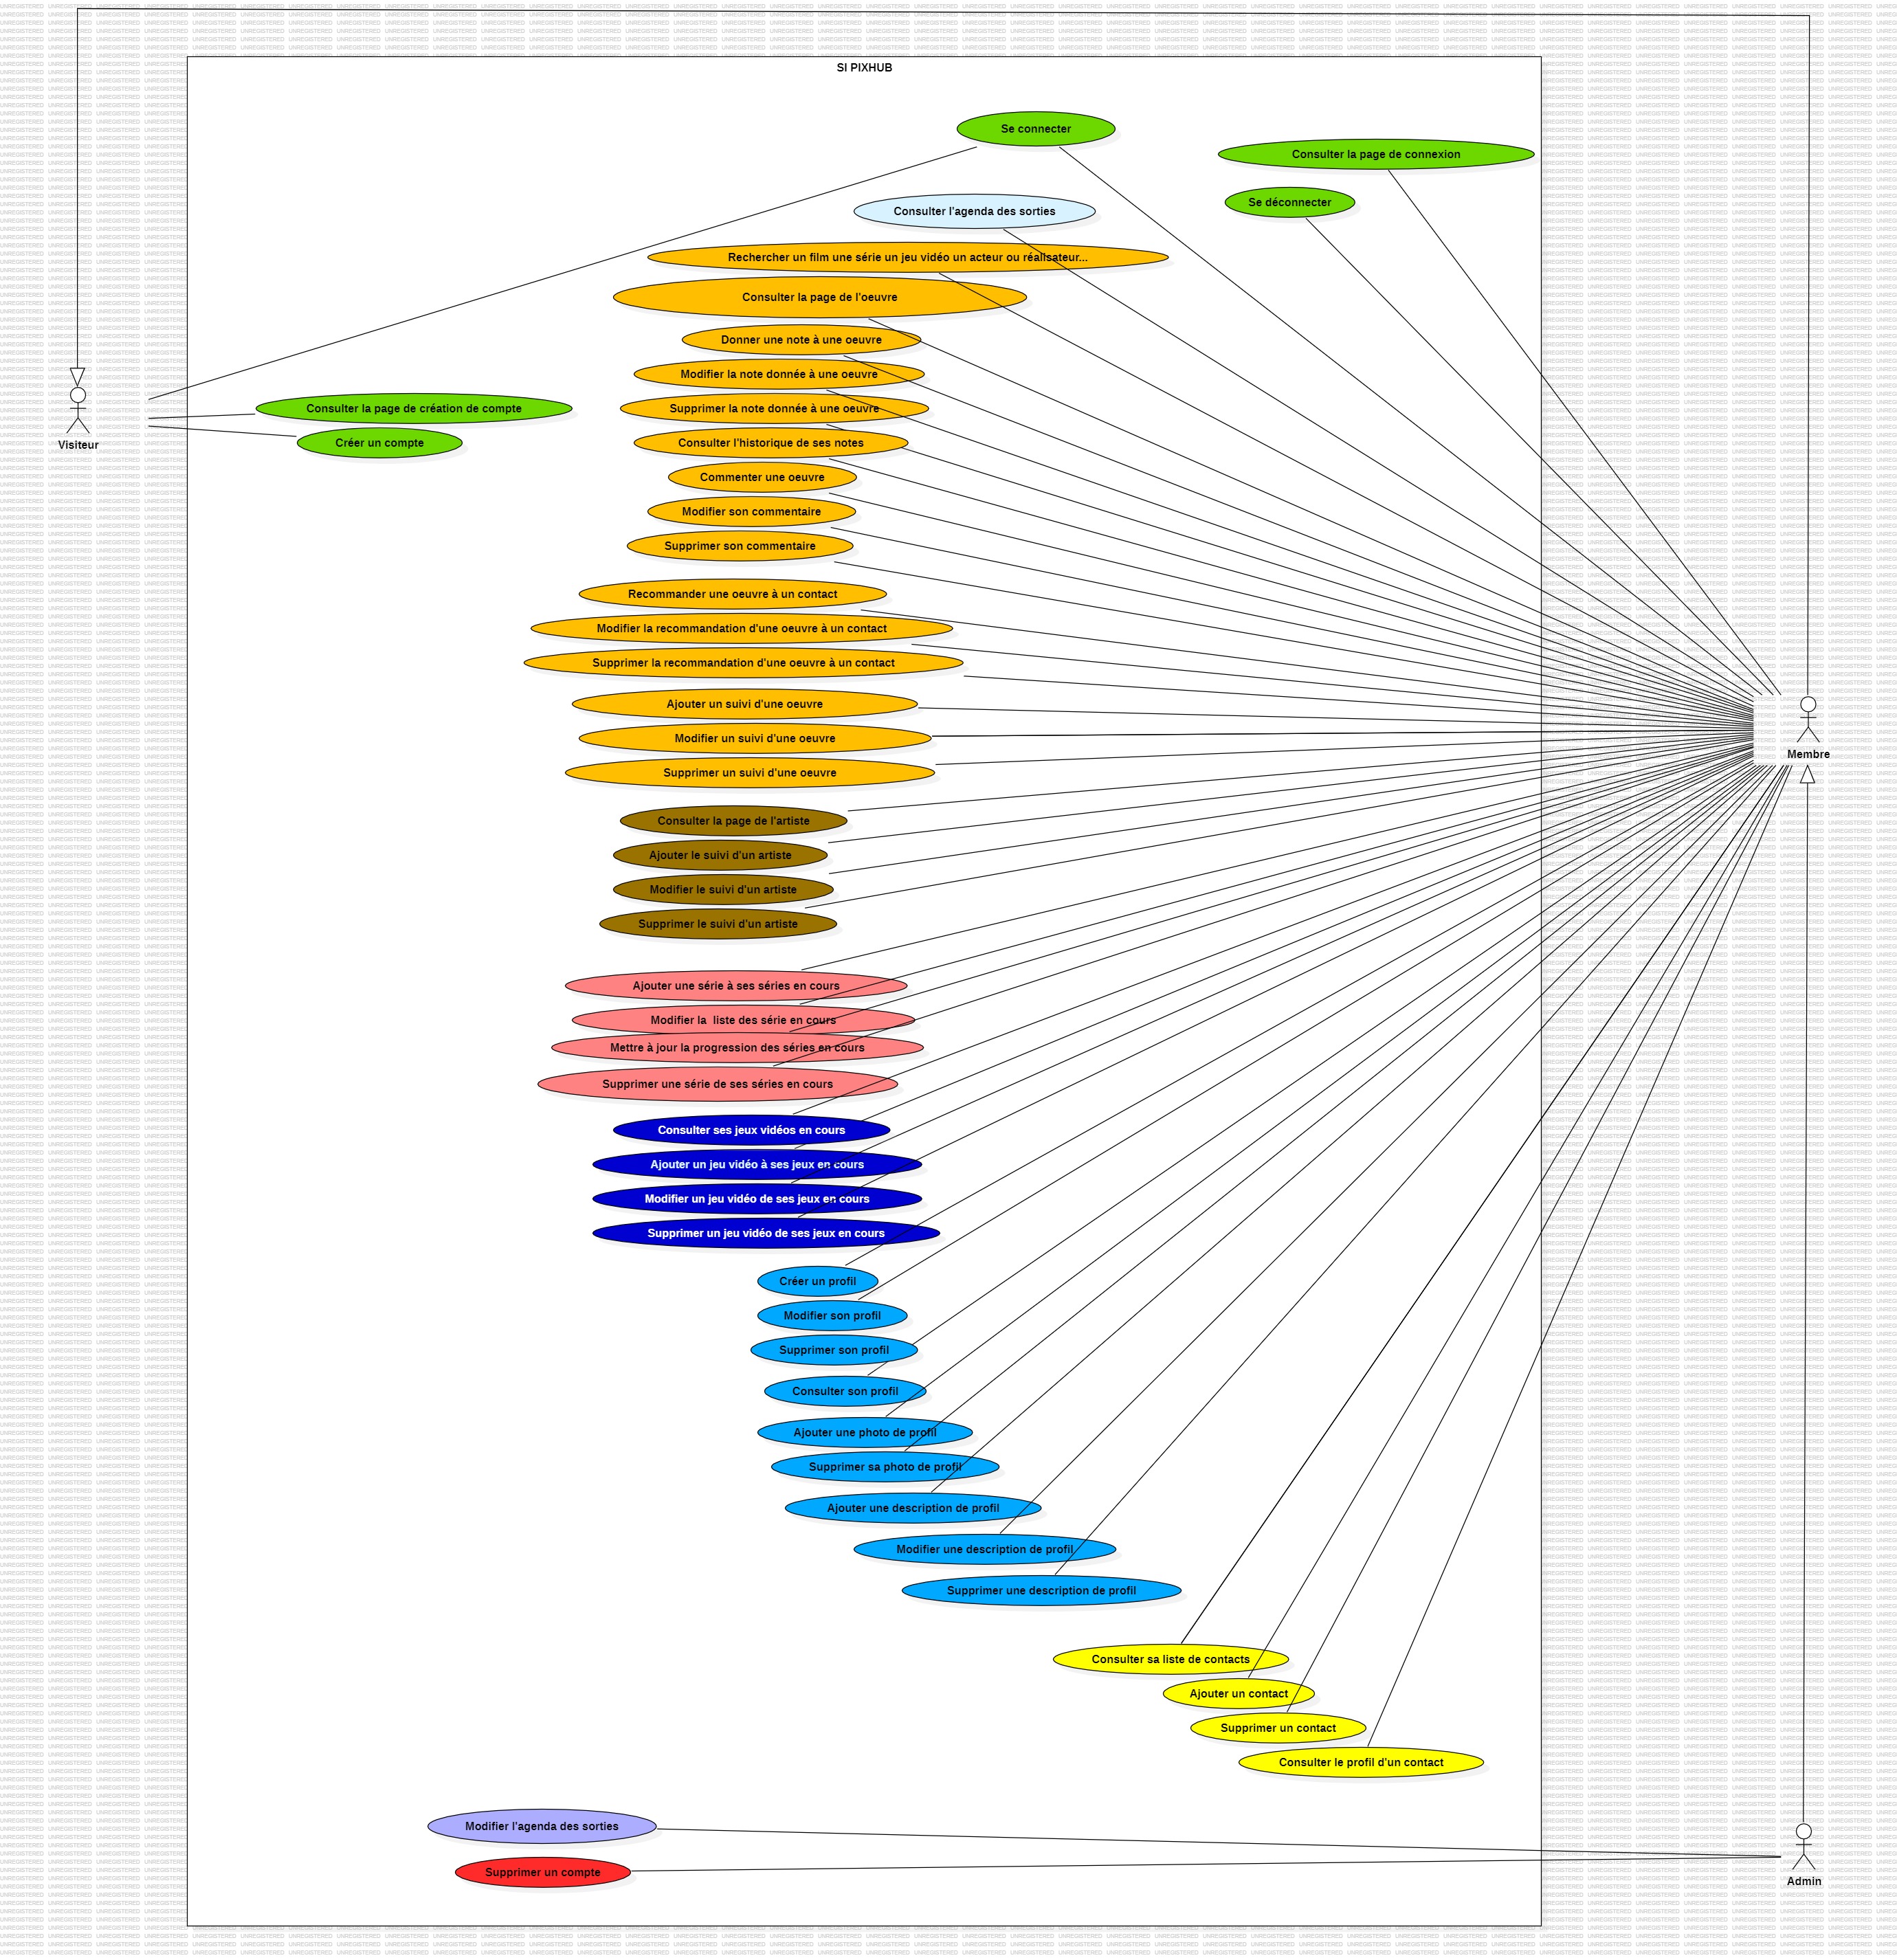 SI PIXHUB
Se connecter
Consulter la page de connexion
Se déconnecter
Consulter l'agenda des sorties
Rechercher un film une série un jeu vidéo un acteur ou réalisateur...
Consulter la page de l'oeuvre
Donner une note à une oeuvre
Modifier la note donnée à une oeuvre
Consulter la page de création de compte
Supprimer la note donnée à une oeuvre
Créer un compte
Visiteur
Consulter l'historique de ses notes
Commenter une oeuvre
Modifier son commentaire
Supprimer son commentaire
Recommander une oeuvre à un contact
Modifier la recommandation d'une oeuvre à un contact
Supprimer la recommandation d'une oeuvre à un contact
Ajouter un suivi d'une oeuvre
Modifier un suivi d'une oeuvre
Membre
Supprimer un suivi d'une oeuvre
Consulter la page de l'artiste
Ajouter le suivi d'un artiste
Modifier le suivi d'un artiste
Supprimer le suivi d'un artiste
Ajouter une série à ses séries en cours
Modifier la  liste des série en cours
Mettre à jour la progression des séries en cours
Supprimer une série de ses séries en cours
Consulter ses jeux vidéos en cours
Ajouter un jeu vidéo à ses jeux en cours
Modifier un jeu vidéo de ses jeux en cours
Supprimer un jeu vidéo de ses jeux en cours
Créer un profil
Modifier son profil
Supprimer son profil
Consulter son profil
Ajouter une photo de profil
Supprimer sa photo de profil
Ajouter une description de profil
Modifier une description de profil
Supprimer une description de profil
Consulter sa liste de contacts
Ajouter un contact
Supprimer un contact
Consulter le profil d'un contact
Modifier l'agenda des sorties
Supprimer un compte
Admin
UNREGISTERED